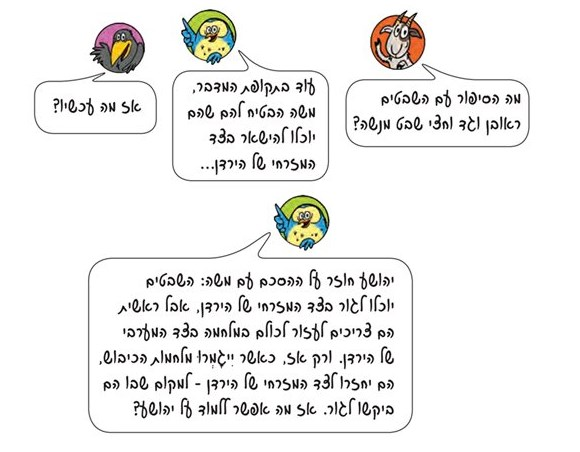 מה הסיפור עם השבטים
ראובן וגד וחצי שבט מנשה?
עוד בתקופת המדבר,
משה הבטיח להם שהם
יוכלו להישאר בצד
המזרחי של הירדן...
אז מה עכשיו?
יהושע חוזר על ההסכם עם משה: השבטים
יוכלו לגור בצד המזרחי של הירדן, אבל ראשית
הם צריכים לעזור לכולם במלחמה בצד המערבי
של הירדן. ורק אז, כאשר יִיגָמְרוּ מלחמות הכיבוש,
הם יחזרו לצד המזרחי של הירדן - למקום שבו הם
ביקשו לגור. אז מה אפשר ללמוד על יהושע?